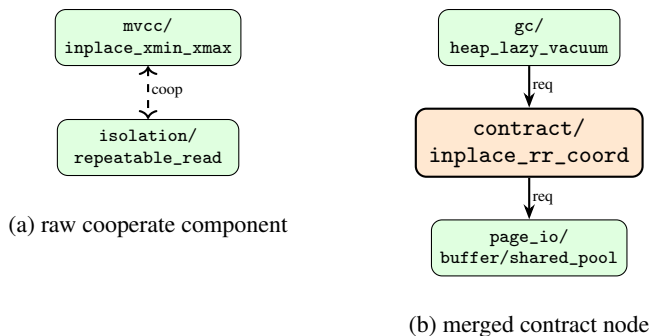 mvcc/
inplace_xmin_xmax
coop
isolation/
repeatable_read
(a) raw cooperate component
gc/
heap_lazy_vacuum
req
contract/
inplace_rr_coord
req
page_io/
buffer/shared_pool
(b) merged contract node